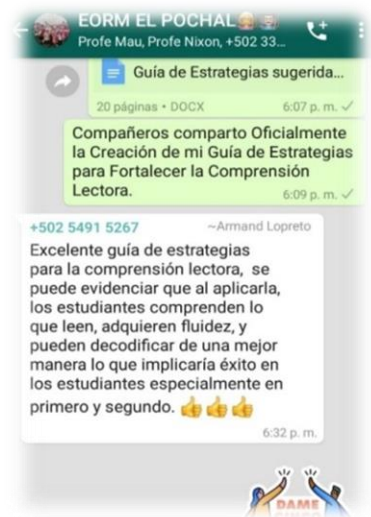 EORM EL POCHAL
Profe Mau, Profe Nixon, +502 33...
Guía de Estrategias sugerida...
20 páginas • DOCX 6:07 p. m.
Compañeros comparto Oficialmente
la Creación de mi Guía de Estrategias
para Fortalecer la Comprensión
Lectora.
6:09 p. m.
+502 5491 5267 ~Armand Lopreto
Excelente guía de estrategias
para la comprensión lectora, se
puede evidenciar que al aplicarla,
los estudiantes comprenden lo
que leen, adquieren fluidez, y
pueden decodificar de una mejor
manera lo que implicaría éxito en
los estudiantes especialmente en
primero y segundo. 👍👍👍
6:32 p. m.
DAME